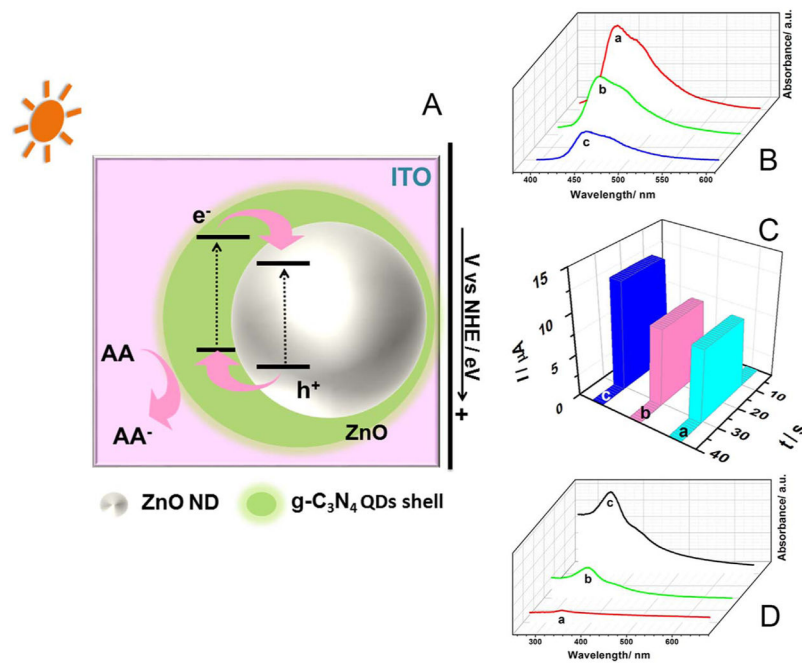 A
ITO
e-
h+
AA
AA-
ZnO
V vs NHE / eV
+
ZnO ND
g-C3N4 QDs shell
a
b
c
Absorbance/ a.u.
400 450 500 550 600
Wavelength/ nm
B
C
15
10
5
0
I / μA
c
b
a
10
20
30
40
t / s
c
b
a
Absorbance/ a.u.
300 400 500 600
Wavelength/ nm
D